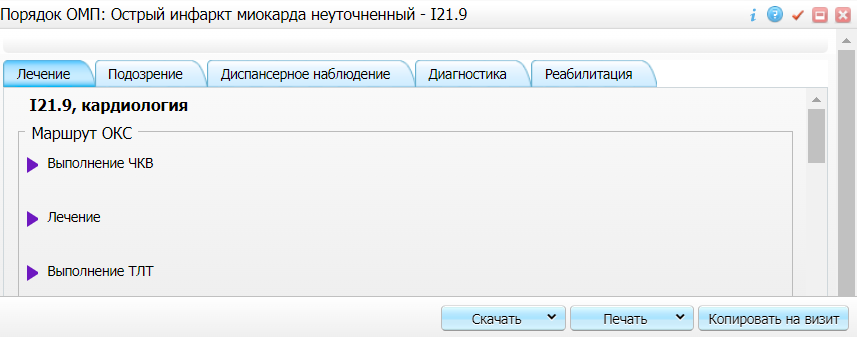 Порядок ОМП: Острый инфаркт миокарда неуточненный - I21.9
Лечение Подозрение Диспансерное наблюдение Диагностика Реабилитация
I21.9, кардиология
Маршрут ОКС
Выполнение ЧКВ
Лечение
Выполнение ТЛТ
Скачать Печать Копировать на визит